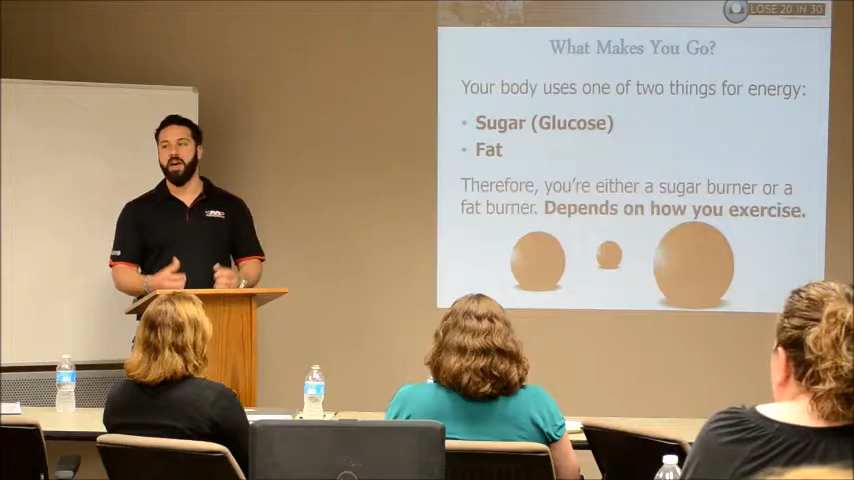 LOSE 20 IN 30
What Makes You Go?
Your body uses one of two things for energy:
• Sugar (Glucose)
• Fat
Therefore, you're either a sugar burner or a
fat burner. Depends on how you exercise.